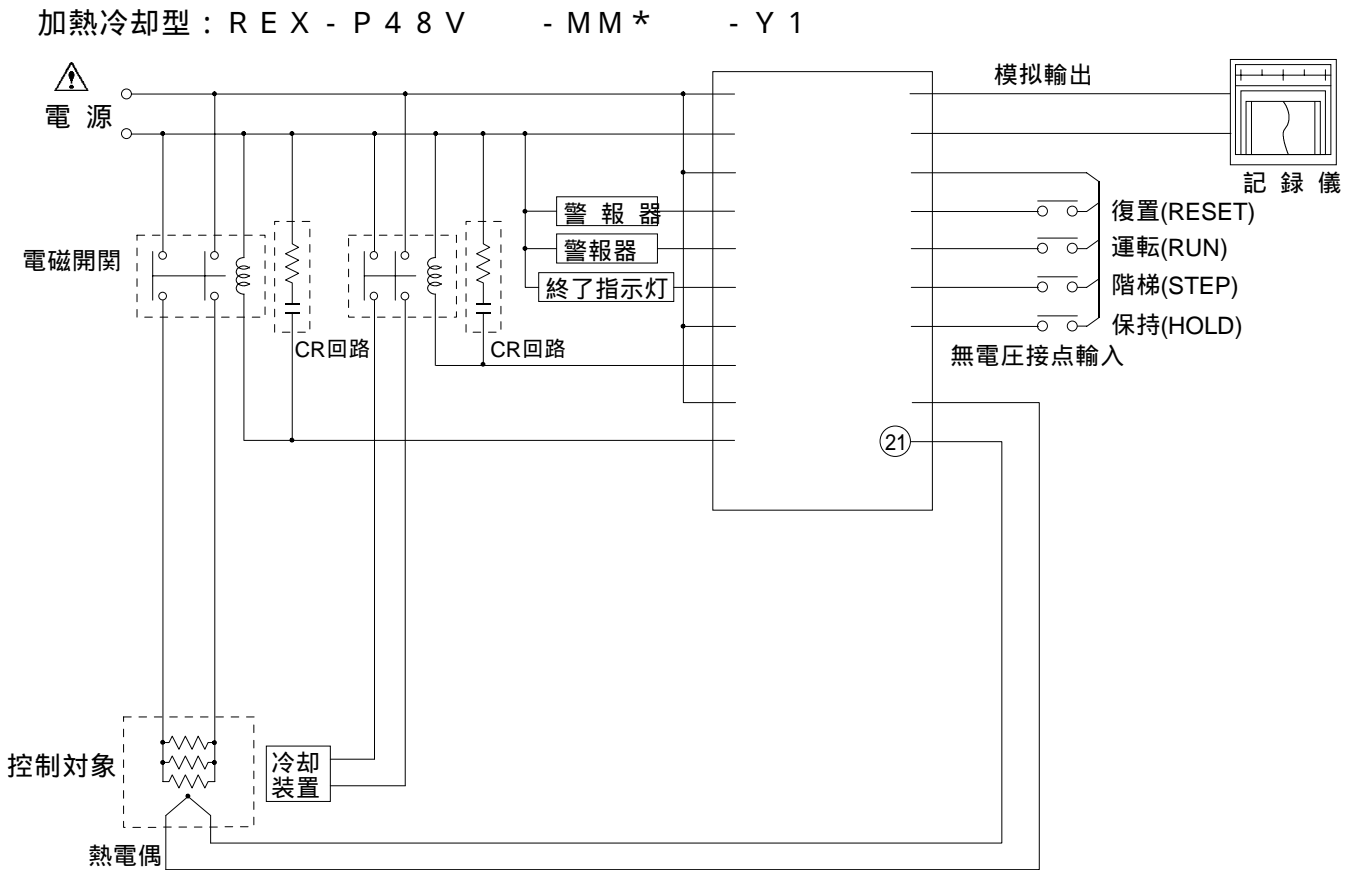 加熱冷却型：REX-P48V -MM* -Y1
模拟輸出
電 源
記 録 儀
警 報 器
復置(RESET)
警報器
運転(RUN)
電磁開関
終了指示灯
階梯(STEP)
保持(HOLD)
CR回路
CR回路
無電圧接点輸入
21
控制対象
冷却
装置
熱電偶